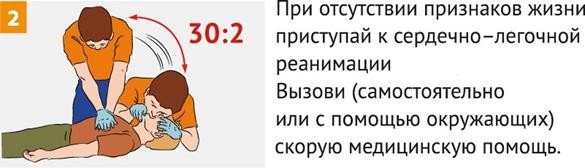 2
30:2
При отсутствии признаков жизни
приступай к сердечно–легочной
реанимации
Вызови (самостоятельно
или с помощью окружающих)
скорую медицинскую помощь.